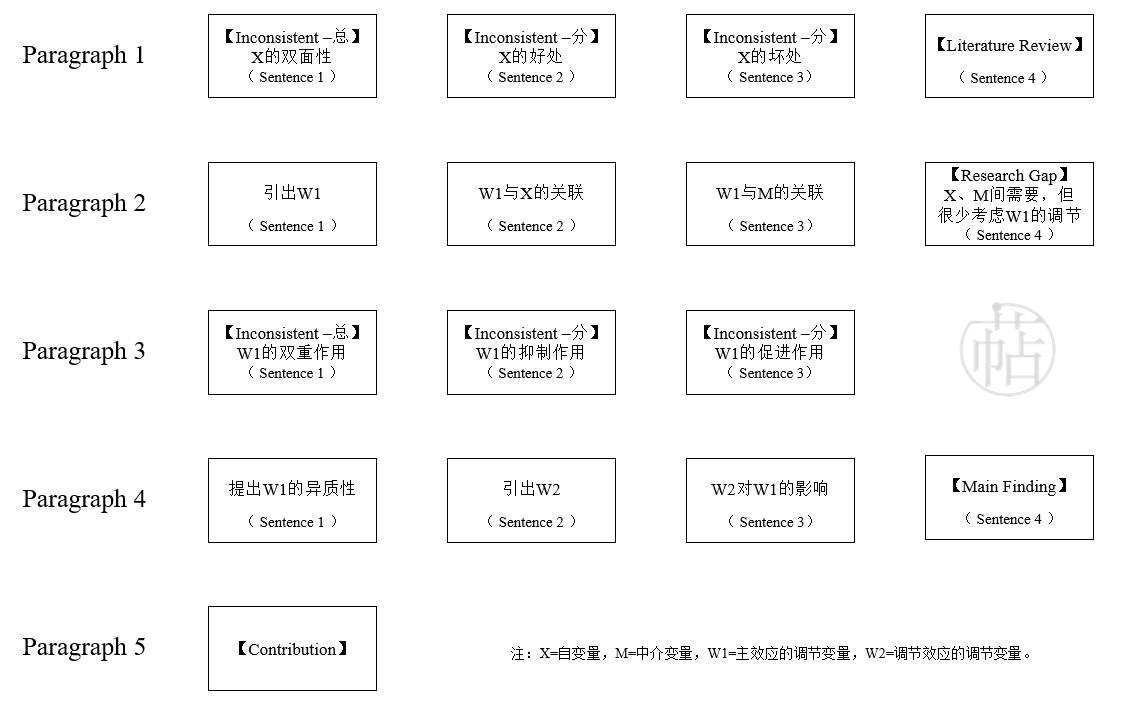 Paragraph 1
【Inconsistent –总】
X的双面性
（ Sentence 1 ）
【Inconsistent –分】
X的好处
（ Sentence 2 ）
【Inconsistent –分】
X的坏处
（ Sentence 3）
【Literature Review】
（ Sentence 4 ）
Paragraph 2
引出W1
（ Sentence 1 ）
W1与X的关联
（ Sentence 2 ）
W1与M的关联
（ Sentence 3）
【Research Gap】
X、M间需要，但
很少考虑W1的调节
（ Sentence 4 ）
Paragraph 3
【Inconsistent –总】
W1的双重作用
（ Sentence 1 ）
【Inconsistent –分】
W1的抑制作用
（ Sentence 2 ）
【Inconsistent –分】
W1的促进作用
（ Sentence 3）
帖
Paragraph 4
提出W1的异质性
（ Sentence 1 ）
引出W2
（ Sentence 2 ）
W2对W1的影响
（ Sentence 3）
【Main Finding】
（ Sentence 4 ）
Paragraph 5
【Contribution】
注：X=自变量，M=中介变量，W1=主效应的调节变量，W2=调节效应的调节变量。